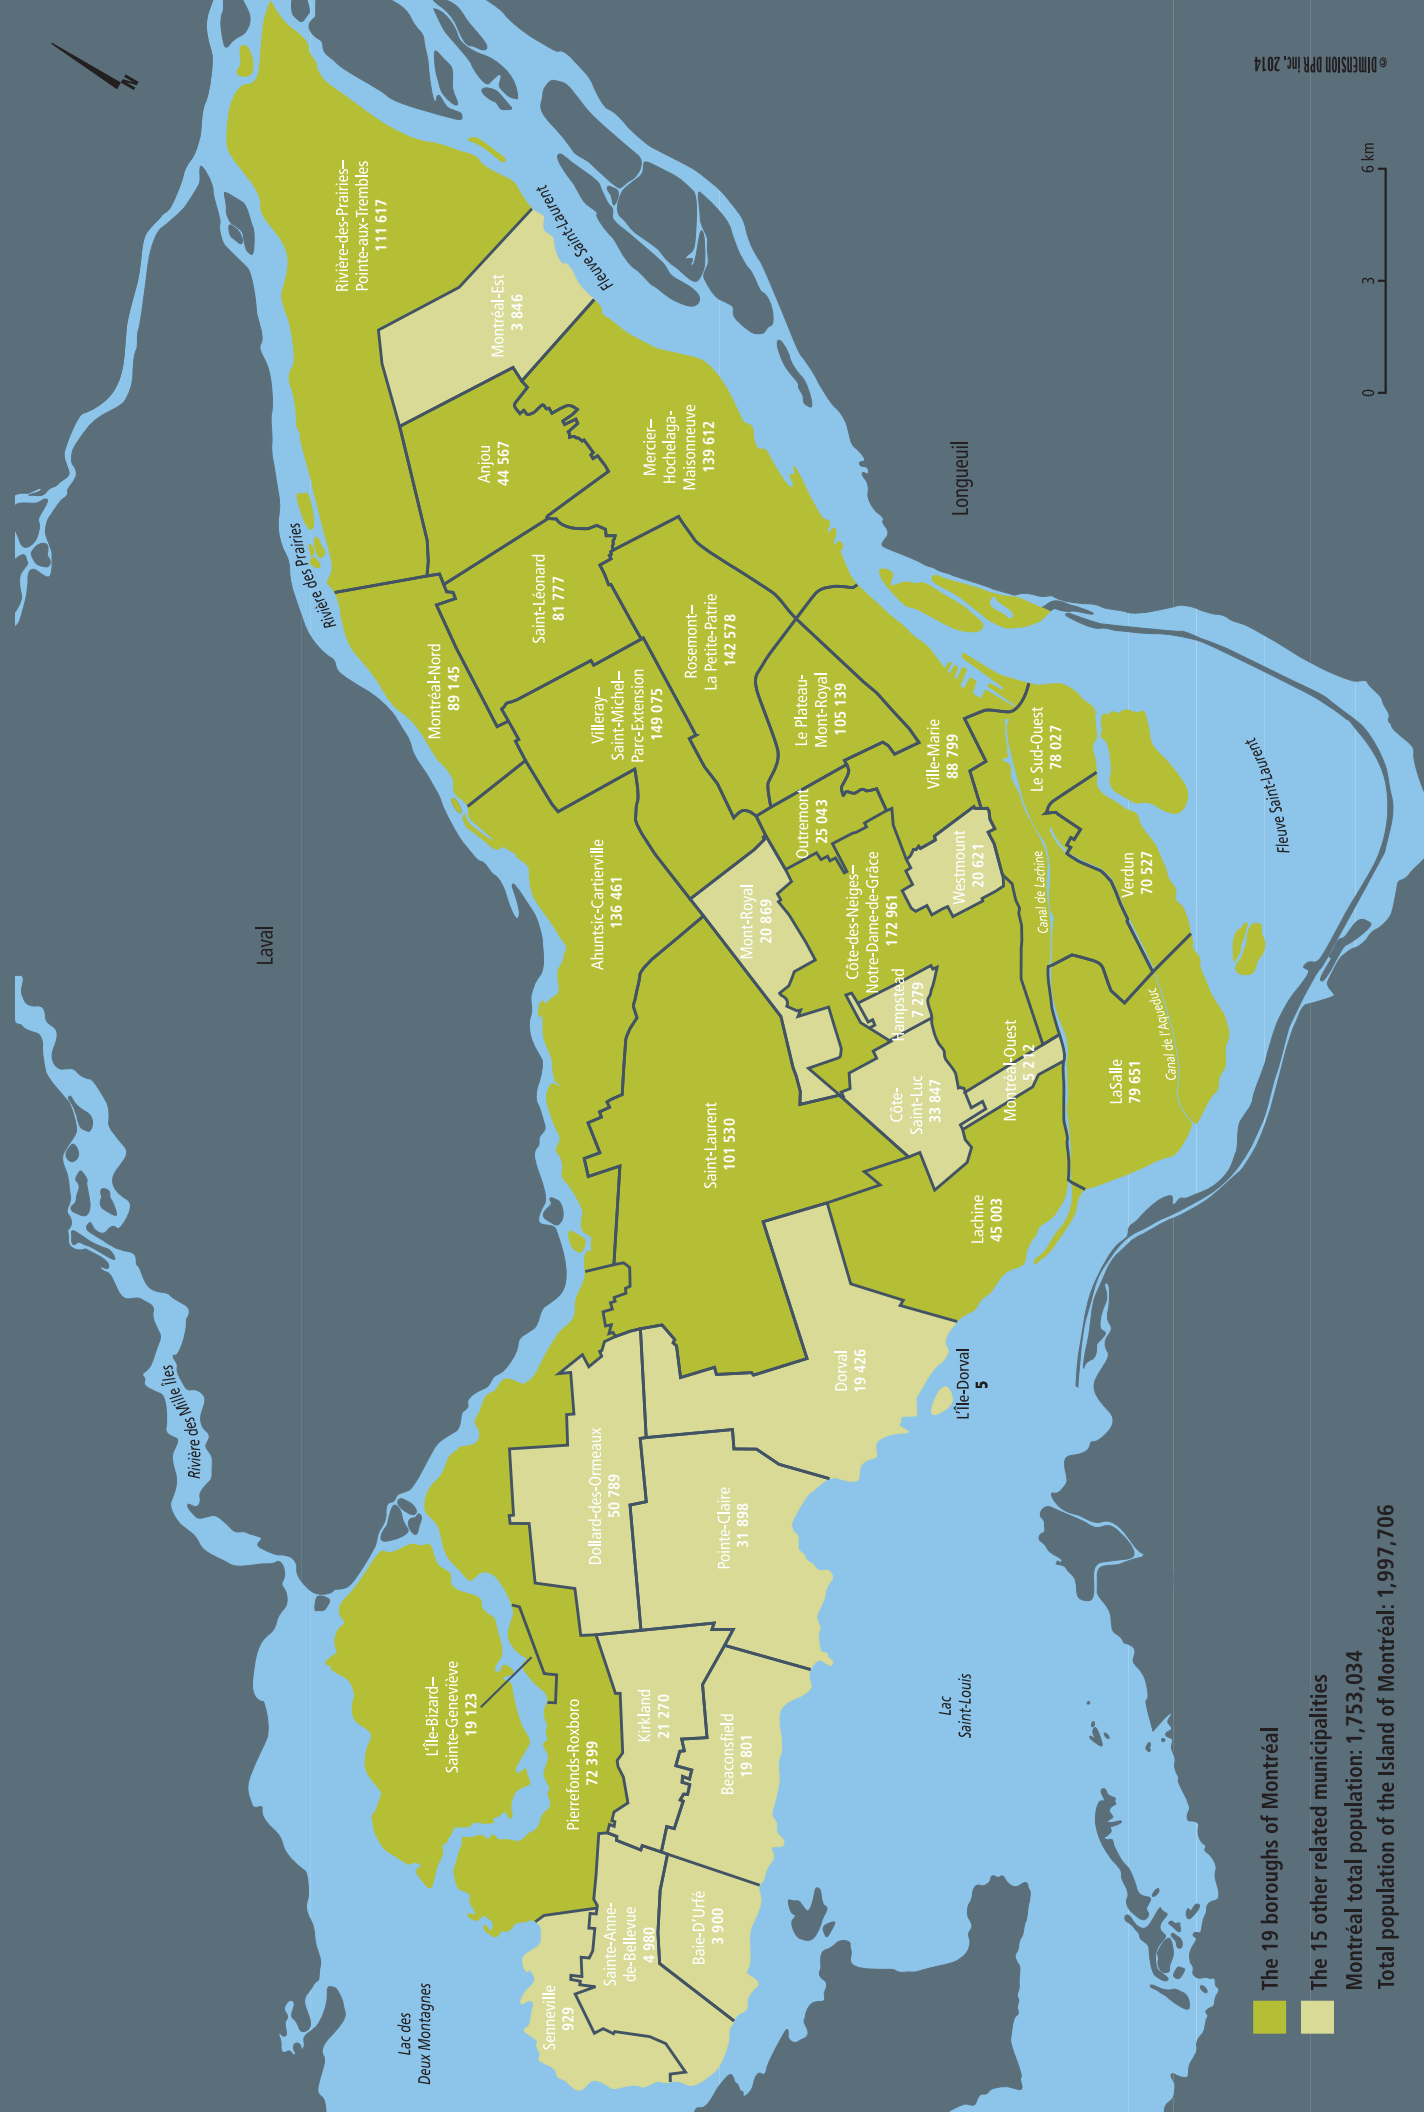 N
© DIMENSION DPR inc, 2014
Rivière-des-Prairies–
Pointe-aux-Trembles
111 617
Montréal-Est
3 846
Fleuve Saint-Laurent
Anjou
44 567
Mercier–
Hochelaga-
Maisonneuve
139 612
Rivière des Prairies
Montréal-Nord
89 145
Saint-Léonard
81 777
Villeray–
Saint-Michel–
Parc-Extension
149 075
Rosemont–
La Petite-Patrie
142 578
Le Plateau-
Mont-Royal
105 139
Ville-Marie
88 799
Le Sud-Ouest
78 027
Longueuil
Laval
Ahuntsic-Cartierville
136 461
Outremont
25 043
Mont-Royal
20 869
Côte-des-Neiges–
Notre-Dame-de-Grâce
172 961
Westmount
20 621
Canal de Lachine
Verdun
70 527
Fleuve Saint-Laurent
Hampstead
7 279
Côte-
Saint-Luc
33 847
Montréal-Ouest
5 212
LaSalle
79 651
Canal de l'Aqueduc
Saint-Laurent
101 530
Lachine
45 003
Dorval
19 426
L'Île-Dorval
5
Rivière des Mille Îles
Dollard-des-Ormeaux
50 789
Pointe-Claire
31 898
L'Île-Bizard–
Sainte-Geneviève
19 123
Pierrefonds-Roxboro
72 399
Kirkland
21 270
Beaconsfield
19 801
Lac
Saint-Louis
Sainte-Anne-
de-Bellevue
4 980
Baie-D'Urfé
3 900
Senneville
929
Lac des
Deux Montagnes
0
3
6 km
The 19 boroughs of Montréal
The 15 other related municipalities
Montréal total population: 1,753,034
Total population of the Island of Montréal: 1,997,706